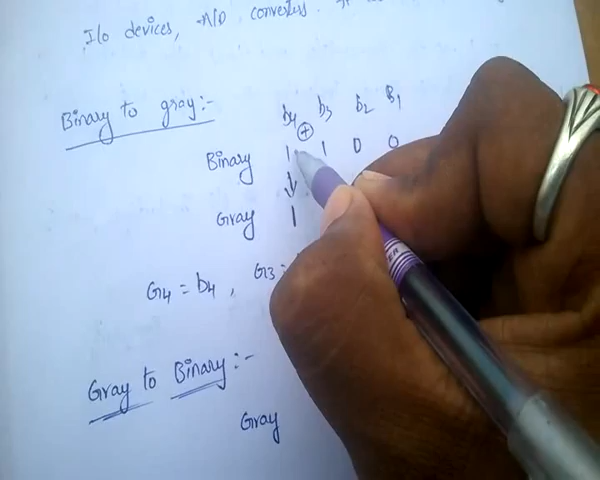 I/o devices, A/D converters.
Binary to gray:-
b4 ⊕ b3 b2 B1
Binary 1 1 0 0
Gray 1
G4 = b4 , G3 =
Gray to Binary :-
Gray